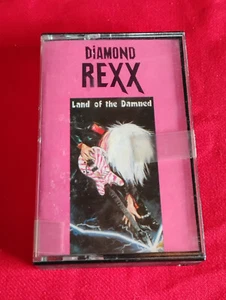 DiAMOND
REXX
Land of the Damned